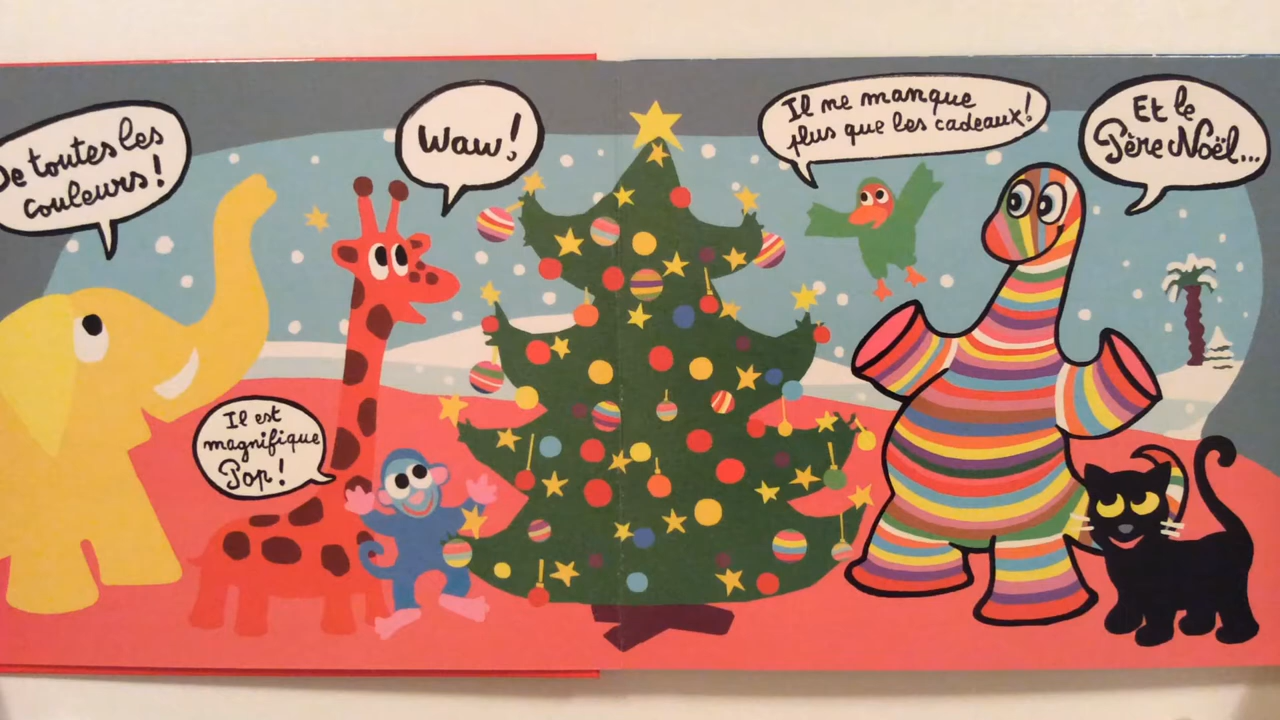 De toutes les
couleurs!
Waw!
Il est
magnifique
Pop!
Il ne manque
plus que les cadeaux!
Et le
Père Noël...